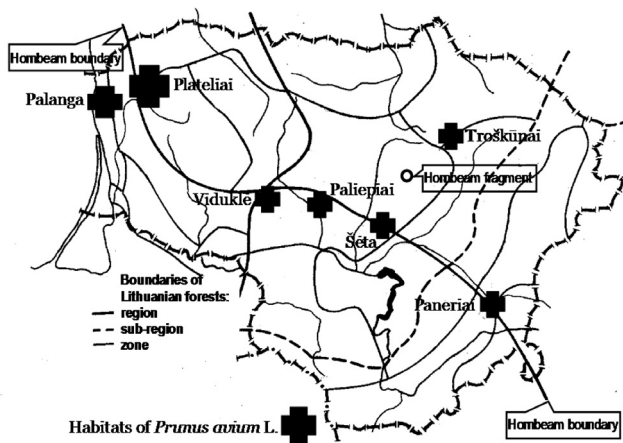 Hornbeam boundary
Plateliai
Palanga
Troškūnai
Hornbeam fragment
Viduklė
Paliepiai
Šėta
Boundaries of
Lithuanian forests:
region
sub-region
zone
Paneriai
Habitats of Prunus avium L.
Hornbeam boundary